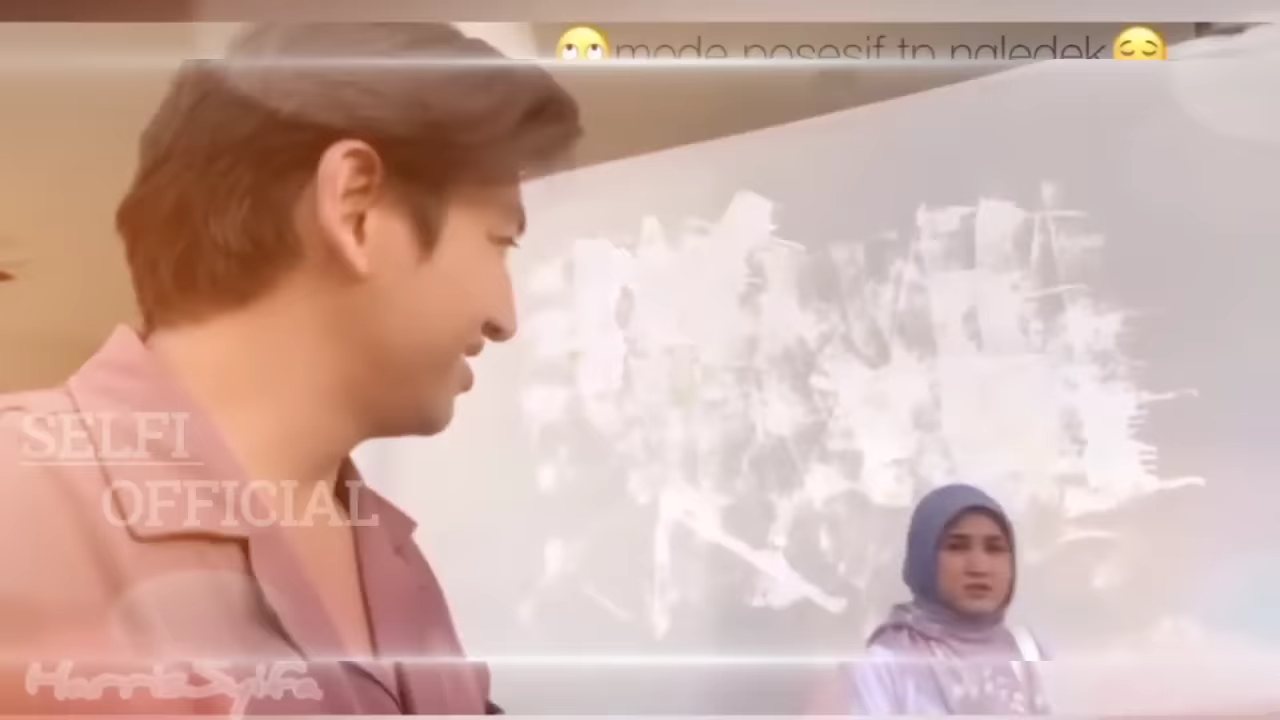 🙄mode posesif tp ngledek😌
SELFI
OFFICIAL
HarrisSyifa